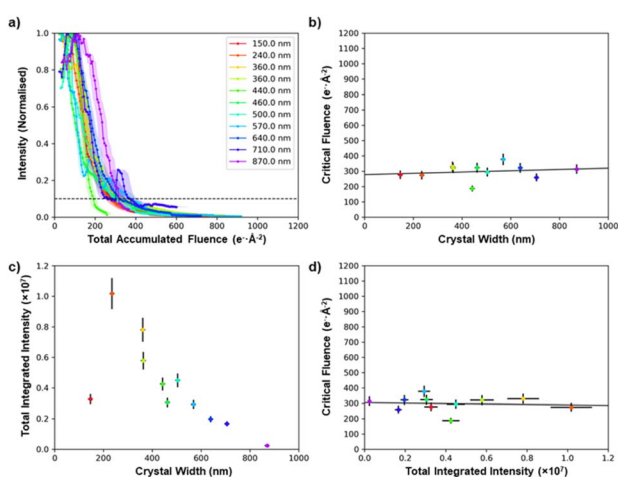 a)
1.0
0.8
0.6
0.4
0.2
0.0
Intensity (Normalised)
0 200 400 600 800 1000 1200
Total Accumulated Fluence (e⁻·Å⁻²)
150.0 nm
240.0 nm
360.0 nm
360.0 nm
440.0 nm
460.0 nm
500.0 nm
570.0 nm
640.0 nm
710.0 nm
870.0 nm
b)
1200
1100
1000
900
800
700
600
500
400
300
200
100
0
Critical Fluence (e⁻·Å⁻²)
0 200 400 600 800 1000
Crystal Width (nm)
c)
1.2
1.0
0.8
0.6
0.4
0.2
0.0
Total Integrated Intensity (×10⁷)
0 200 400 600 800 1000
Crystal Width (nm)
d)
1200
1100
1000
900
800
700
600
500
400
300
200
100
0
Critical Fluence (e⁻·Å⁻²)
0.0 0.2 0.4 0.6 0.8 1.0 1.2
Total Integrated Intensity (×10⁷)